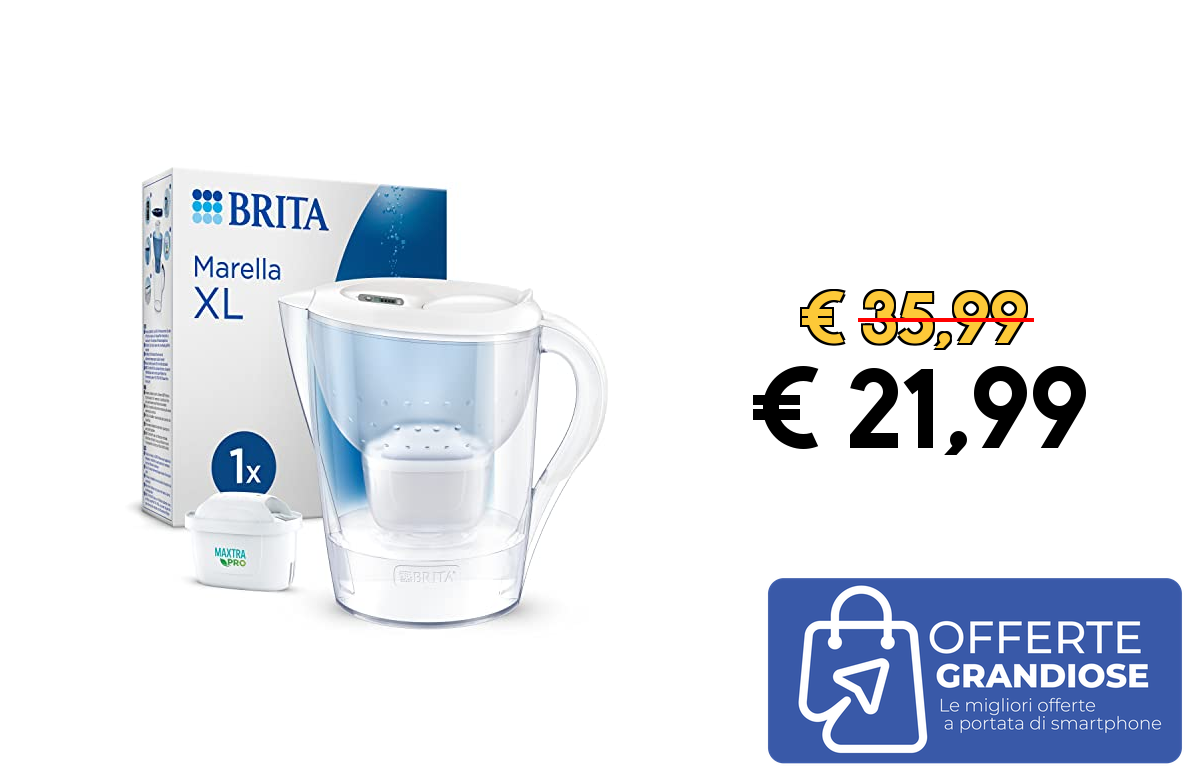 BRITA
Marella
XL
1x
MAXTRA
PRO
BRITA
€ 35,99
€ 21,99
OFFERTE
GRANDIOSE
Le migliori offerte
a portata di smartphone